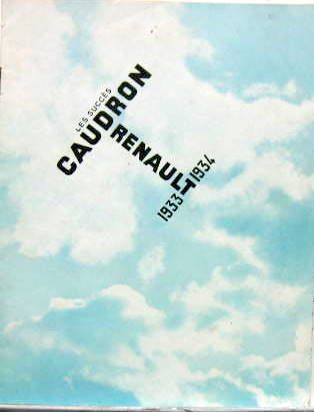 LES SUCCÈS
CAUDRON
RENAULT
1933
1934